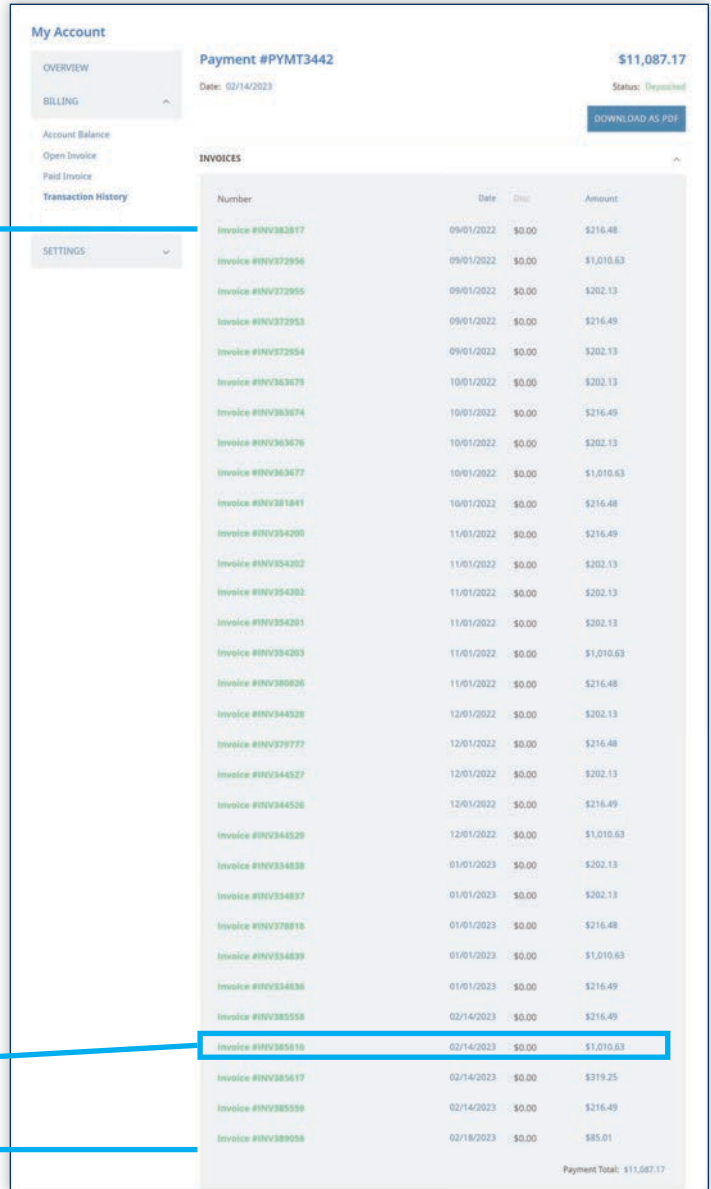 My Account
OVERVIEW
BILLING
Account Balance
Open Invoice
Paid Invoice
Transaction History
SETTINGS
Payment #PYMT3442 $11,087.17
Date: 02/14/2023 Status: Deposited
DOWNLOAD AS PDF
INVOICES
Number Date Disc Amount
Invoice #INV382817 09/01/2022 $0.00 $216.48
Invoice #INV372956 09/01/2022 $0.00 $1,010.63
Invoice #INV372955 09/01/2022 $0.00 $202.13
Invoice #INV372953 09/01/2022 $0.00 $216.49
Invoice #INV372954 09/01/2022 $0.00 $202.13
Invoice #INV363675 10/01/2022 $0.00 $202.13
Invoice #INV363674 10/01/2022 $0.00 $216.49
Invoice #INV363676 10/01/2022 $0.00 $202.13
Invoice #INV363677 10/01/2022 $0.00 $1,010.63
Invoice #INV381841 10/01/2022 $0.00 $216.48
Invoice #INV354200 11/01/2022 $0.00 $216.49
Invoice #INV354202 11/01/2022 $0.00 $202.13
Invoice #INV354202 11/01/2022 $0.00 $202.13
Invoice #INV354201 11/01/2022 $0.00 $202.13
Invoice #INV354203 11/01/2022 $0.00 $1,010.63
Invoice #INV380826 11/01/2022 $0.00 $216.48
Invoice #INV344528 12/01/2022 $0.00 $202.13
Invoice #INV379777 12/01/2022 $0.00 $216.48
Invoice #INV344527 12/01/2022 $0.00 $202.13
Invoice #INV344526 12/01/2022 $0.00 $216.49
Invoice #INV344529 12/01/2022 $0.00 $1,010.63
Invoice #INV334838 01/01/2023 $0.00 $202.13
Invoice #INV334837 01/01/2023 $0.00 $202.13
Invoice #INV378818 01/01/2023 $0.00 $216.48
Invoice #INV334839 01/01/2023 $0.00 $1,010.63
Invoice #INV334836 01/01/2023 $0.00 $216.49
Invoice #INV385558 02/14/2023 $0.00 $216.49
Invoice #INV385616 02/14/2023 $0.00 $1,010.63
Invoice #INV385617 02/14/2023 $0.00 $319.25
Invoice #INV385559 02/14/2023 $0.00 $216.49
Invoice #INV389058 02/18/2023 $0.00 $85.01
Payment Total: $11,087.17